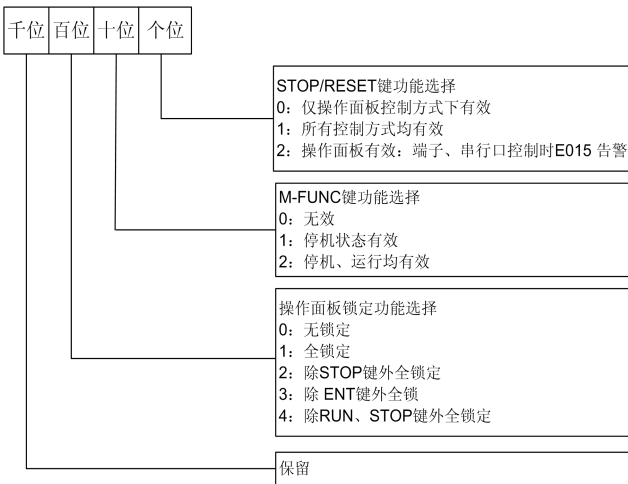 千位 百位 十位 个位
STOP/RESET键功能选择
0：仅操作面板控制方式下有效
1：所有控制方式均有效
2：操作面板有效：端子、串行口控制时E015 告警
M-FUNC键功能选择
0：无效
1：停机状态有效
2：停机、运行均有效
操作面板锁定功能选择
0：无锁定
1：全锁定
2：除STOP键外全锁定
3：除 ENT键外全锁
4：除RUN、STOP键外全锁定
保留